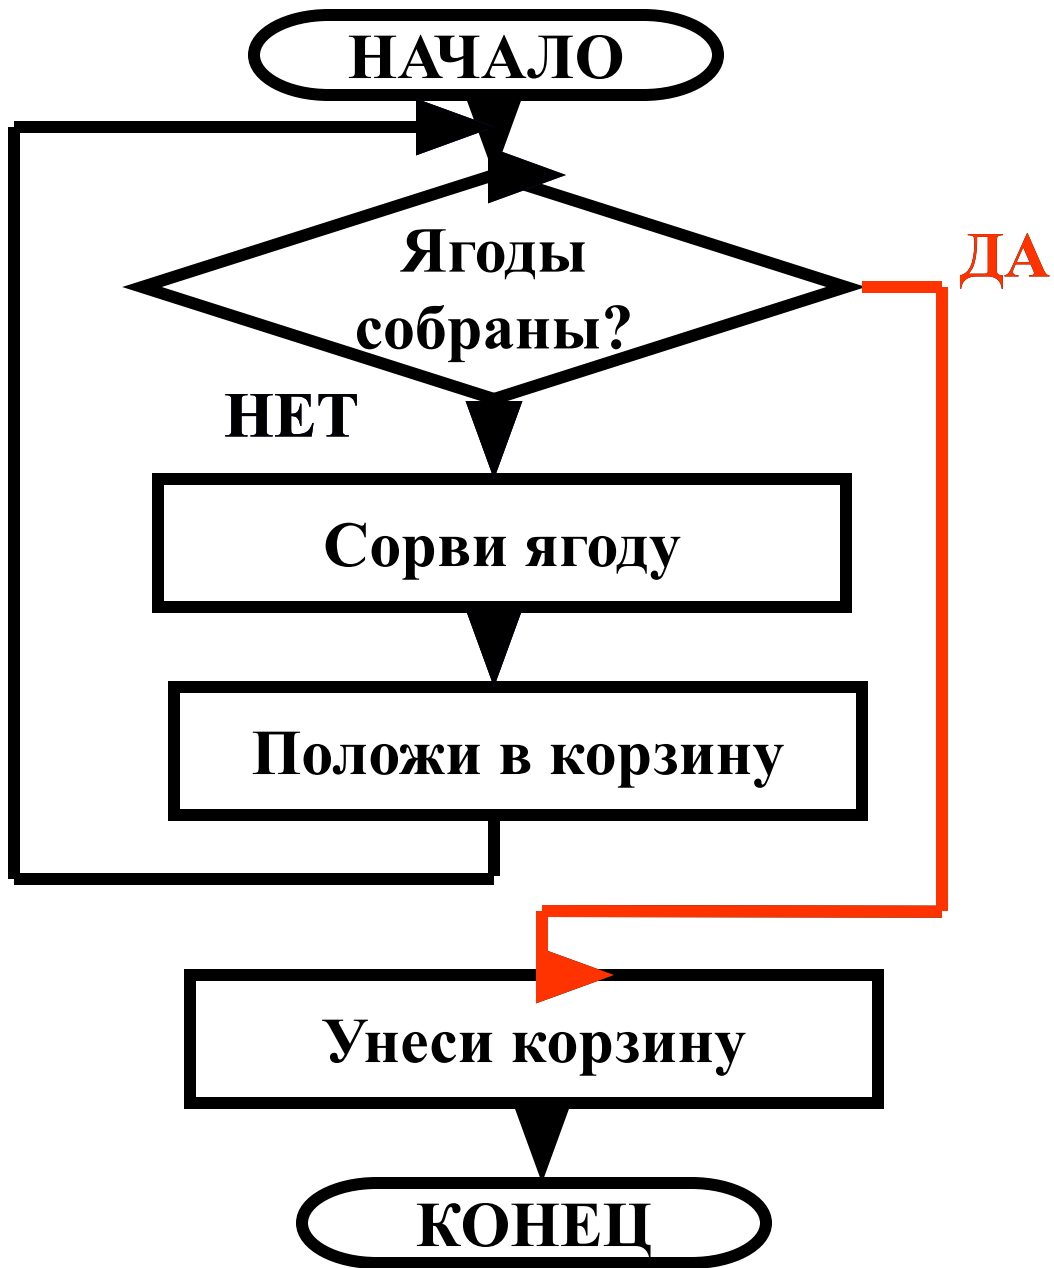 НАЧАЛО
Ягоды
собраны?
ДА
НЕТ
Сорви ягоду
Положи в корзину
Унеси корзину
КОНЕЦ